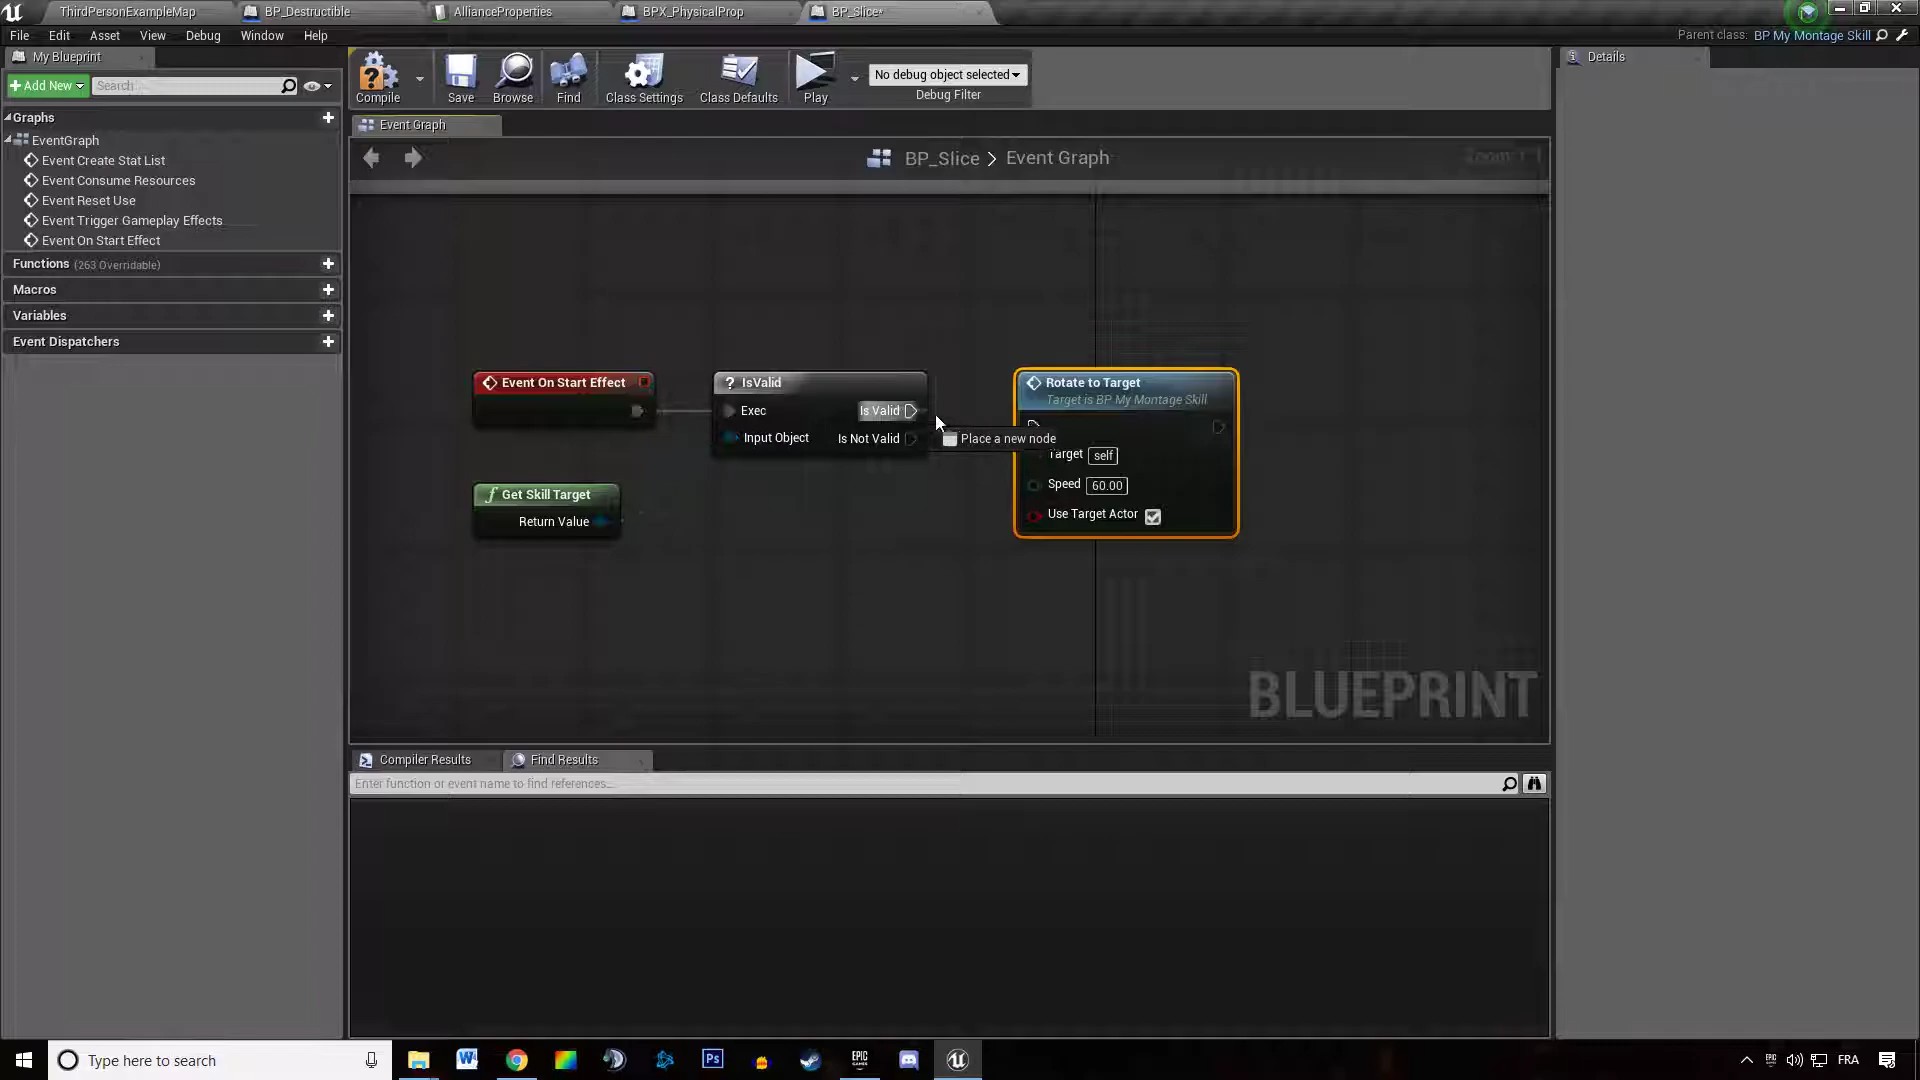 ThirdPersonExampleMap
BP_Destructible
AllianceProperties
BPX_PhysicalProp
BP_Slice*
File Edit Asset View Debug Window Help
Parent class: BP My Montage Skill
My Blueprint
Add New
Search
Compile
Save
Browse
Find
Class Settings
Class Defaults
Play
No debug object selected
Debug Filter
Details
Graphs
EventGraph
Event Create Stat List
Event Consume Resources
Event Reset Use
Event Trigger Gameplay Effects
Event On Start Effect
Functions (263 Overridable)
Macros
Variables
Event Dispatchers
Event Graph
BP_Slice > Event Graph
Event On Start Effect
? IsValid
Exec
Is Valid
Input Object
Is Not Valid
Rotate to Target
Target is BP My Montage Skill
Place a new node
Target self
Speed 60.00
Use Target Actor
f Get Skill Target
Return Value
BLUEPRINT
Compiler Results
Find Results
Enter function or event name to find references...
Type here to search
W
Ps
EPIC
GAMES
EPIC
FRA